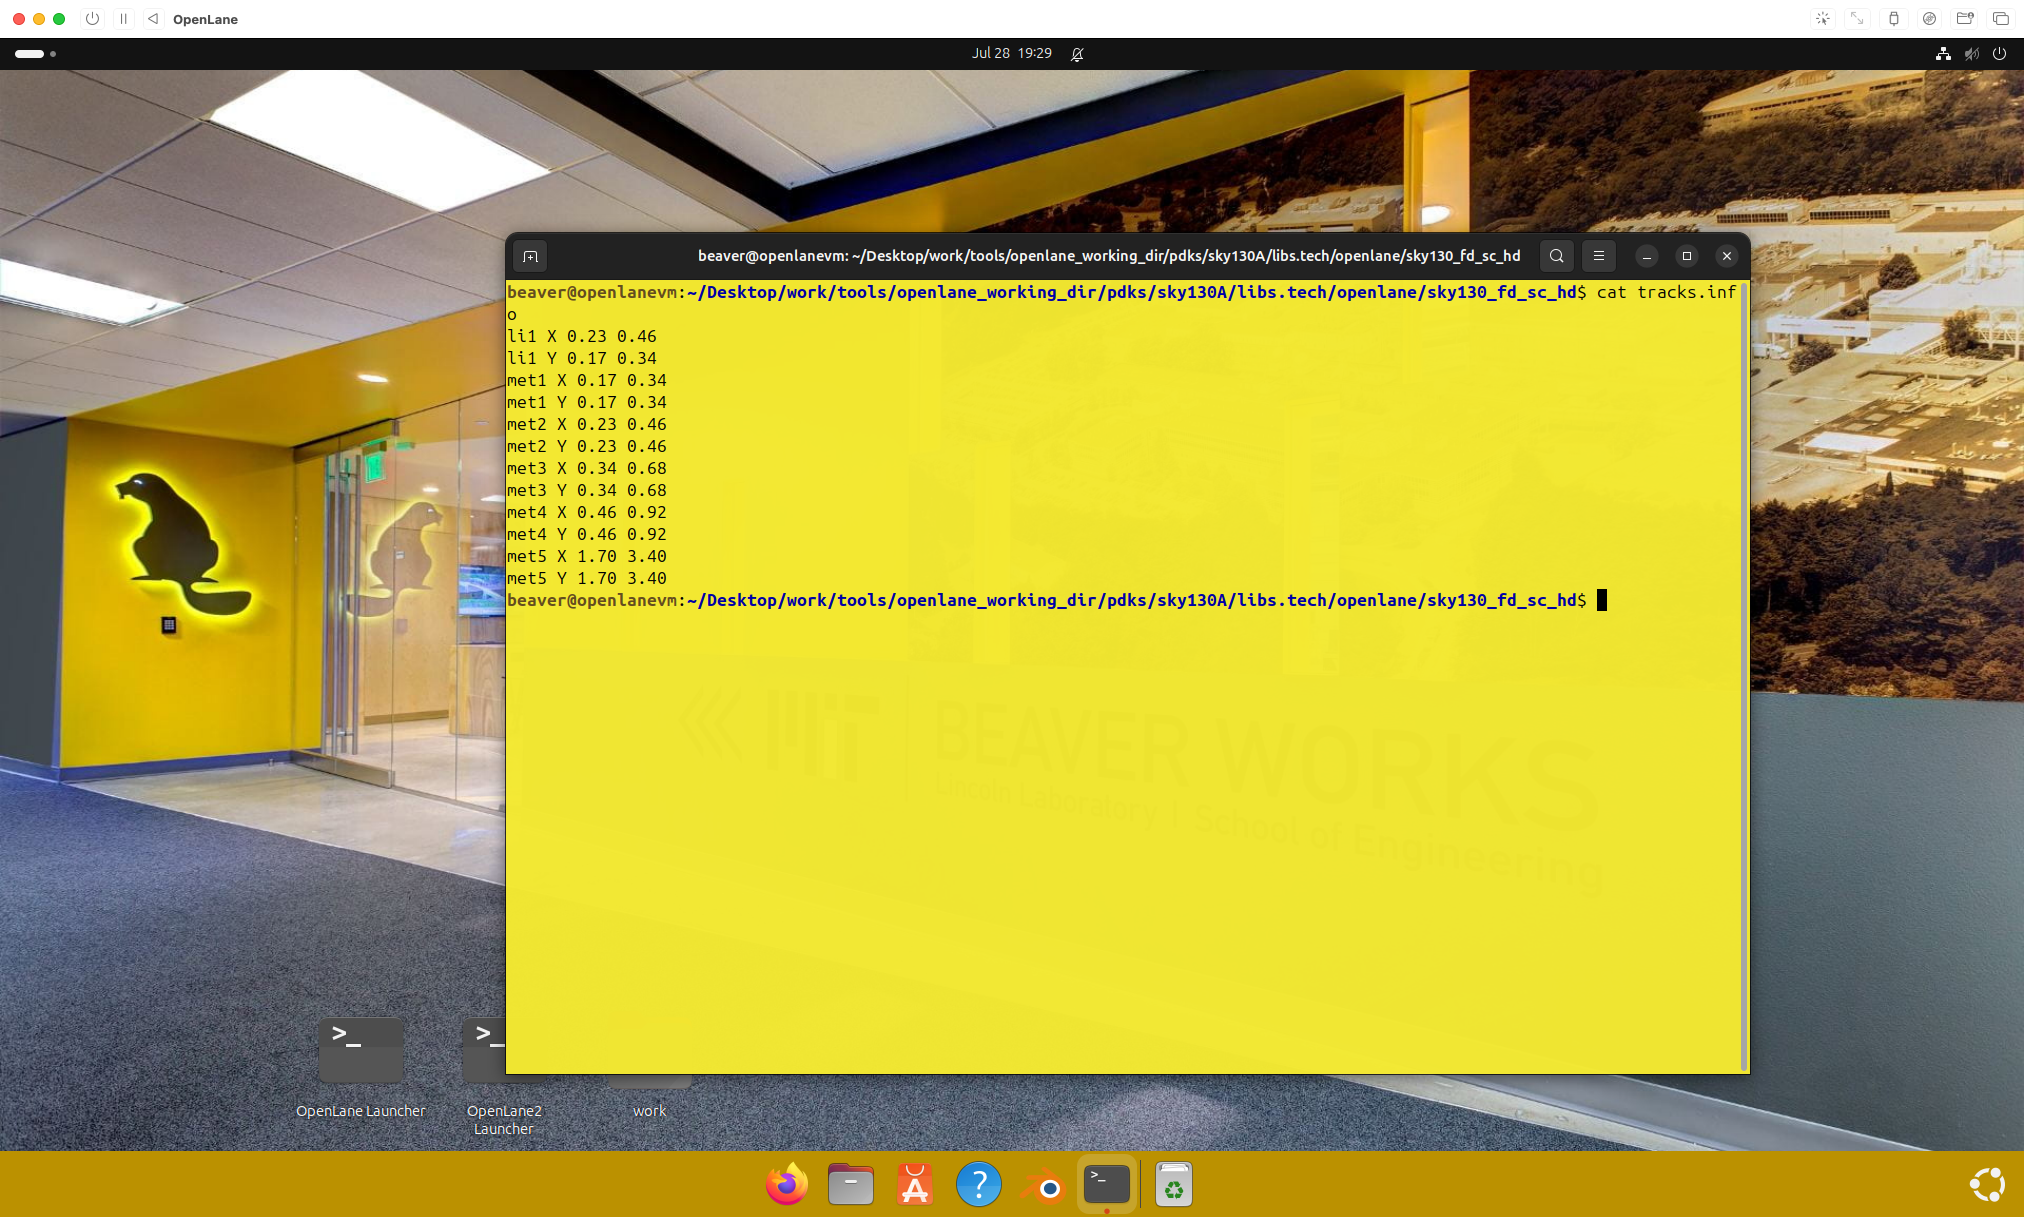 OpenLane
Jul 28 19:29
beaver@openlanevm: ~/Desktop/work/tools/openlane_working_dir/pdks/sky130A/libs.tech/openlane/sky130_fd_sc_hd
beaver@openlanevm:~/Desktop/work/tools/openlane_working_dir/pdks/sky130A/libs.tech/openlane/sky130_fd_sc_hd$ cat tracks.inf
o
li1 X 0.23 0.46
li1 Y 0.17 0.34
met1 X 0.17 0.34
met1 Y 0.17 0.34
met2 X 0.23 0.46
met2 Y 0.23 0.46
met3 X 0.34 0.68
met3 Y 0.34 0.68
met4 X 0.46 0.92
met4 Y 0.46 0.92
met5 X 1.70 3.40
met5 Y 1.70 3.40
beaver@openlanevm:~/Desktop/work/tools/openlane_working_dir/pdks/sky130A/libs.tech/openlane/sky130_fd_sc_hd$
MIT BEAVER WORKS
Lincoln Laboratory | School of Engineering
>_
>_
OpenLane Launcher
OpenLane2
Launcher
work
>_